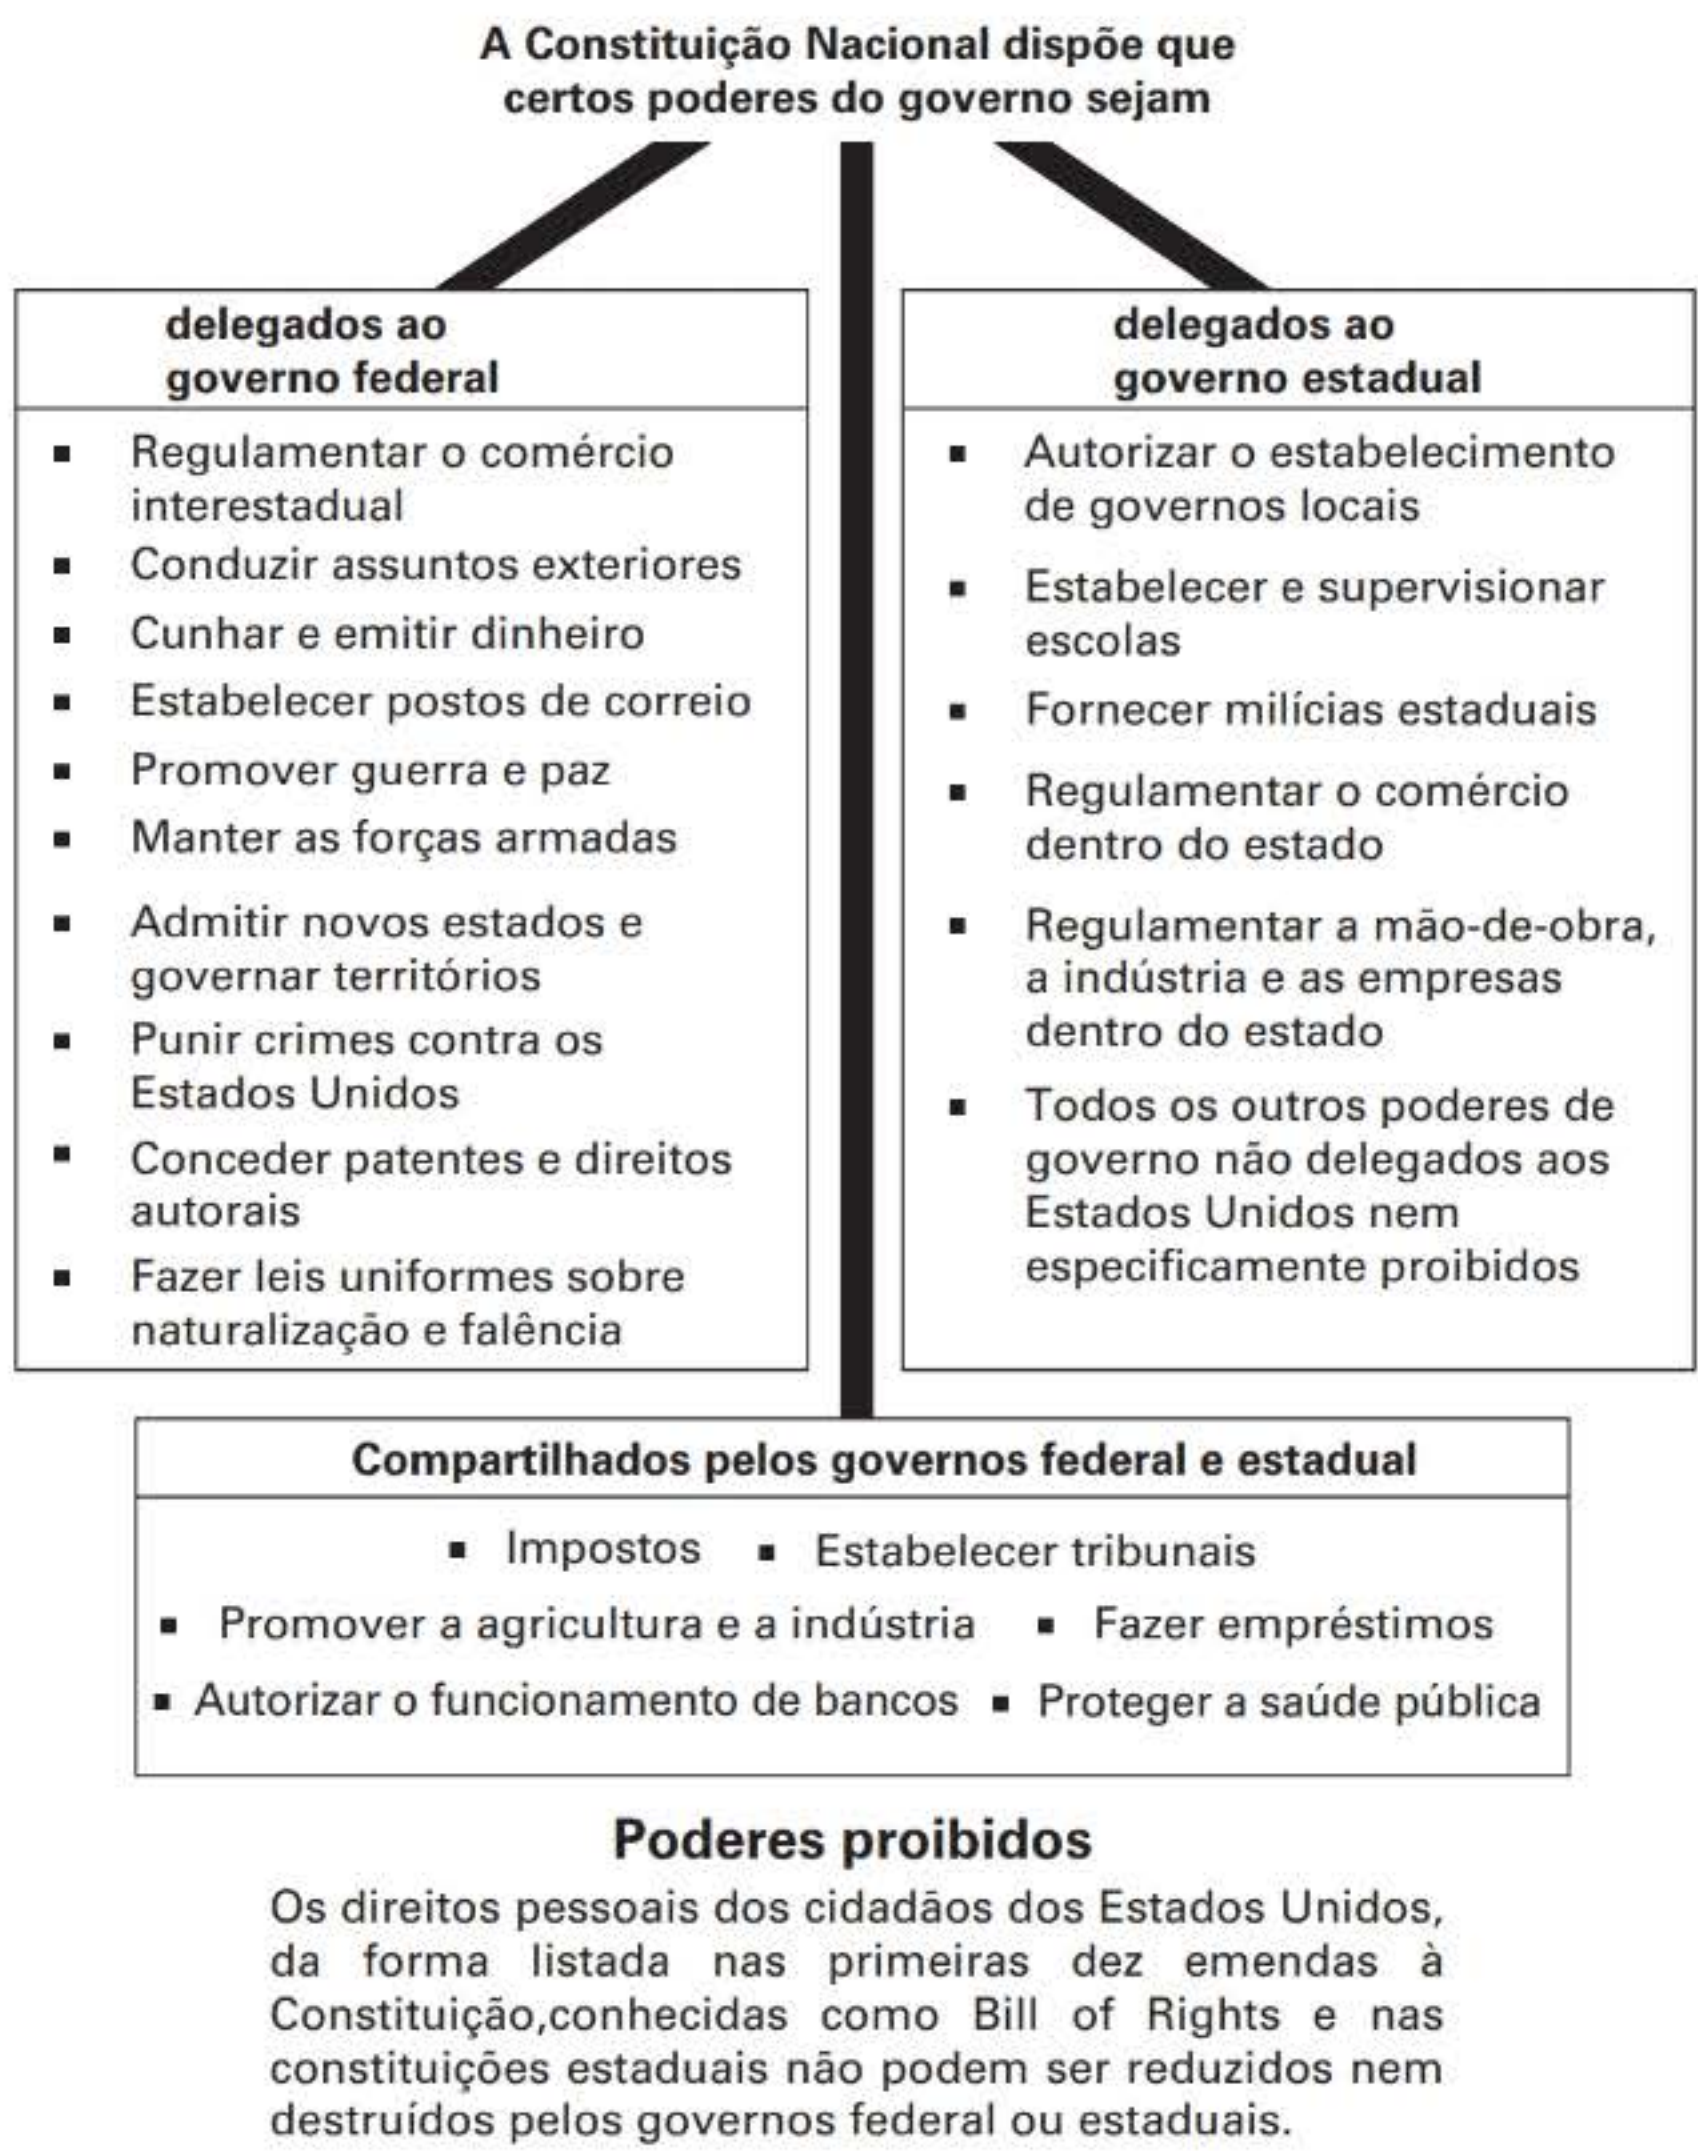 A Constituição Nacional dispõe que
certos poderes do governo sejam
delegados ao
governo federal
▪ Regulamentar o comércio
interestadual
▪ Conduzir assuntos exteriores
▪ Cunhar e emitir dinheiro
▪ Estabelecer postos de correio
▪ Promover guerra e paz
▪ Manter as forças armadas
▪ Admitir novos estados e
governar territórios
▪ Punir crimes contra os
Estados Unidos
▪ Conceder patentes e direitos
autorais
▪ Fazer leis uniformes sobre
naturalização e falência
delegados ao
governo estadual
▪ Autorizar o estabelecimento
de governos locais
▪ Estabelecer e supervisionar
escolas
▪ Fornecer milícias estaduais
▪ Regulamentar o comércio
dentro do estado
▪ Regulamentar a mão-de-obra,
a indústria e as empresas
dentro do estado
▪ Todos os outros poderes de
governo não delegados aos
Estados Unidos nem
especificamente proibidos
Compartilhados pelos governos federal e estadual
▪ Impostos ▪ Estabelecer tribunais
▪ Promover a agricultura e a indústria ▪ Fazer empréstimos
▪ Autorizar o funcionamento de bancos ▪ Proteger a saúde pública
Poderes proibidos
Os direitos pessoais dos cidadãos dos Estados Unidos,
da forma listada nas primeiras dez emendas à
Constituição,conhecidas como Bill of Rights e nas
constituições estaduais não podem ser reduzidos nem
destruídos pelos governos federal ou estaduais.